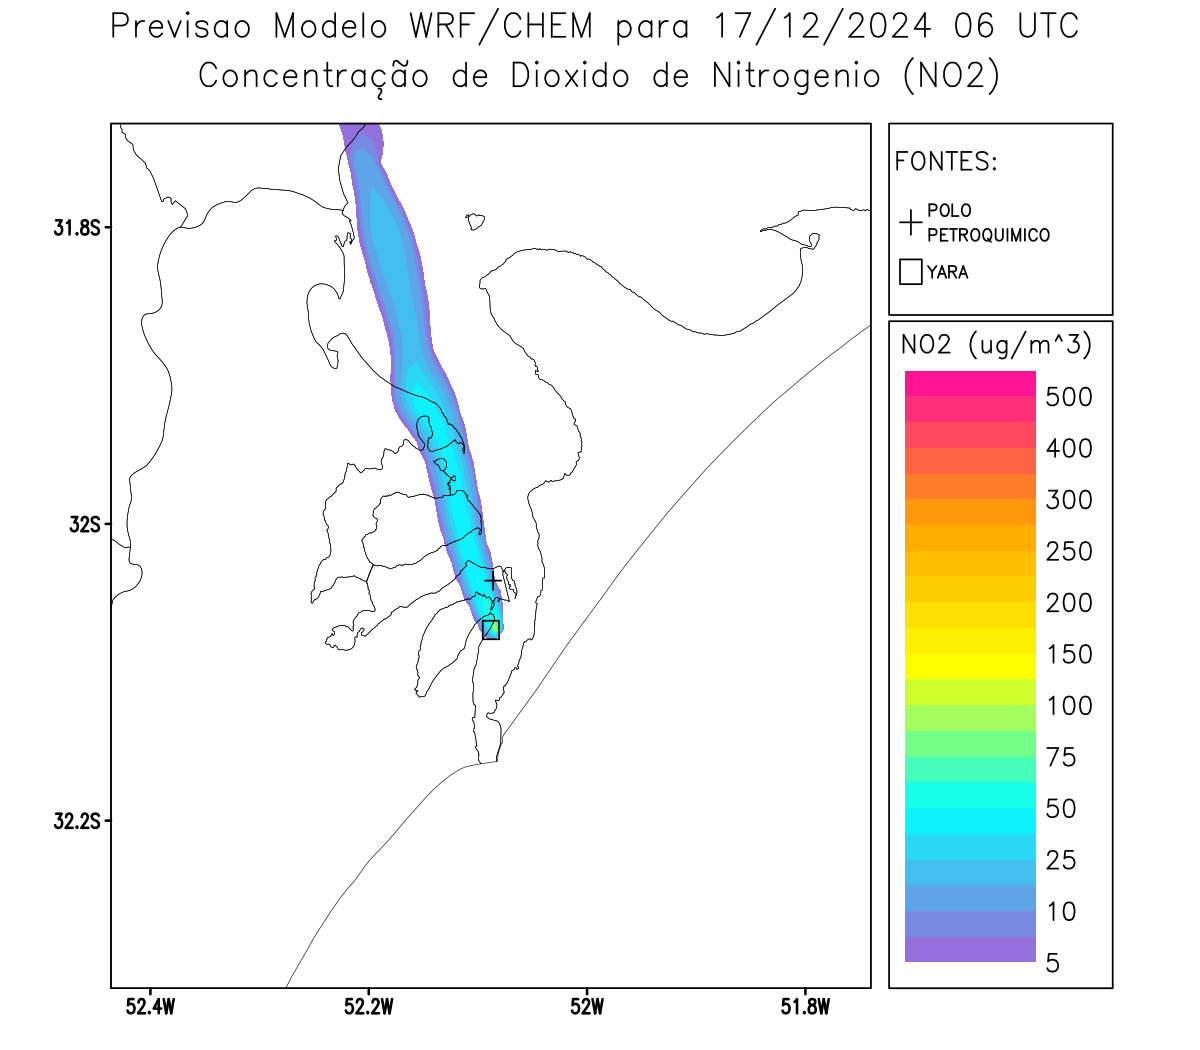 Previsao Modelo WRF/CHEM para 17/12/2024 06 UTC
Concentração de Dioxido de Nitrogenio (NO2)
FONTES:
POLO
PETROQUIMICO
YARA
NO2 (ug/m^3)
500
400
300
250
200
150
100
75
50
25
10
5
31.8S
32S
32.2S
52.4W
52.2W
52W
51.8W